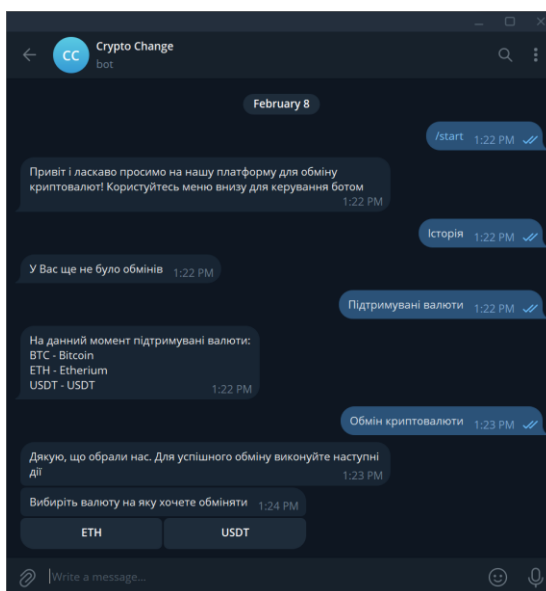 Crypto Change
CC
bot
February 8
/start 1:22 PM
Привіт і ласкаво просимо на нашу платформу для обміну
криптовалют! Користуйтесь меню внизу для керування ботом
1:22 PM
Історія 1:22 PM
У Вас ще не було обмінів 1:22 PM
Підтримувані валюти 1:22 PM
На данний момент підтримувані валюти:
BTC - Bitcoin
ETH - Etherium
USDT - USDT
1:22 PM
Обмін криптовалюти 1:23 PM
Дякую, що обрали нас. Для успішного обміну виконуйте наступні
дії
1:23 PM
Вибиріть валюту на яку хочете обміняти 1:24 PM
ETH USDT
Write a message...